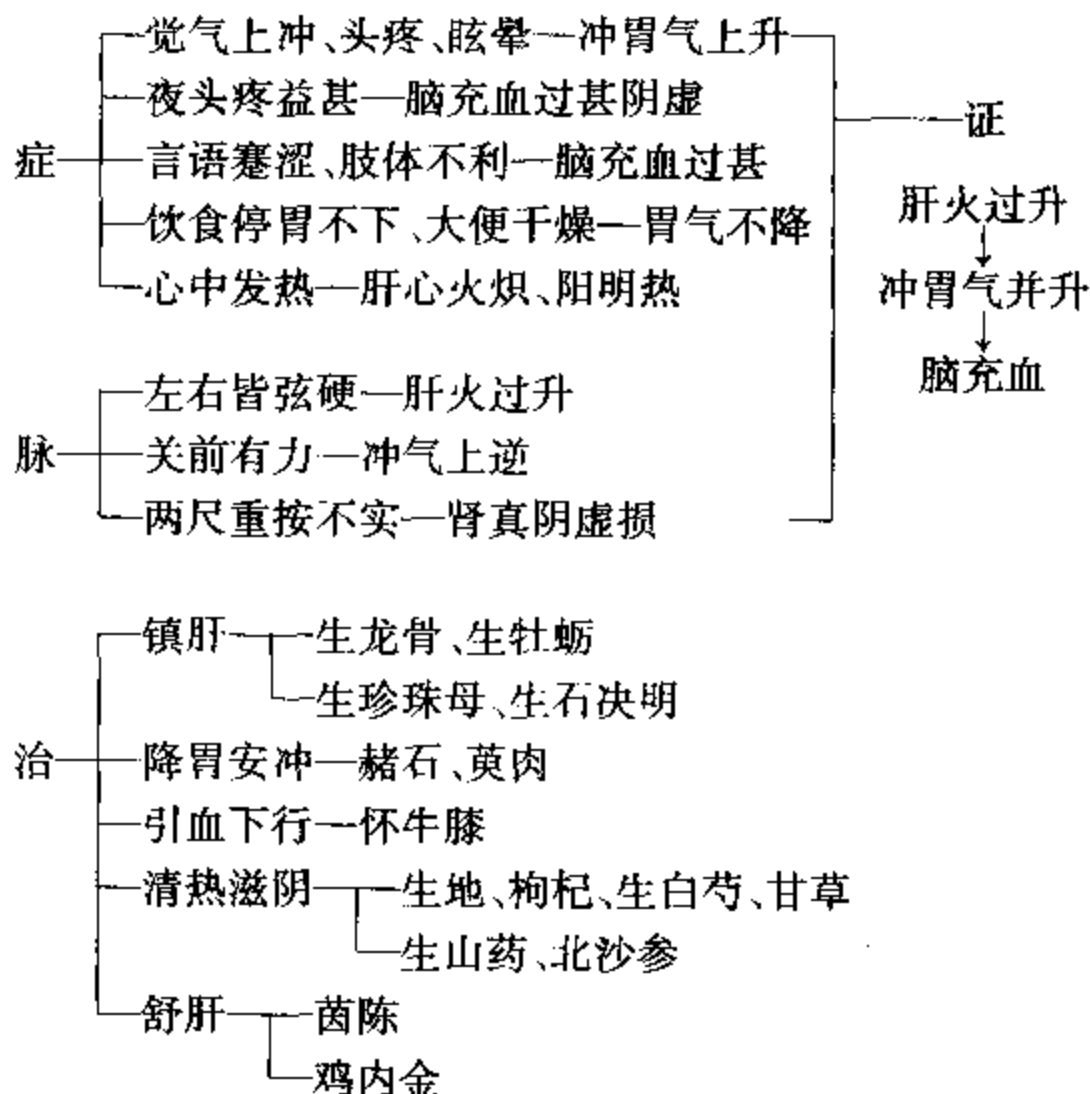 觉气上冲、头疼、眩晕—冲胃气上升
夜头疼益甚—脑充血过甚阴虚
证
症
言语蹇涩、肢体不利—脑充血过甚
肝火过升
饮食停胃不下、大便干燥—胃气不降
心中发热—肝心火炽、阳明热
冲胃气并升
脑充血
左右皆弦硬—肝火过升
脉
关前有力—冲气上逆
两尺重按不实—肾真阴虚损
镇肝
生龙骨、生牡蛎
生珍珠母、生石决明
治
降胃安冲—赭石、萸肉
引血下行—怀牛膝
清热滋阴
生地、枸杞、生白芍、甘草
生山药、北沙参
舒肝
茵陈
鸡内金